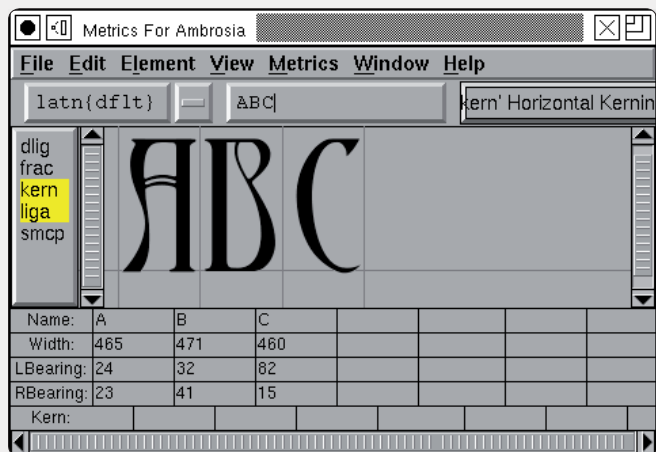 Metrics For Ambrosia
File Edit Element View Metrics Window Help
latn{dflt} ABC kern' Horizontal Kernin
dlig
frac
kern
liga
smcp
ABC
Name: A B C
Width: 465 471 460
LBearing: 24 32 82
RBearing: 23 41 15
Kern: